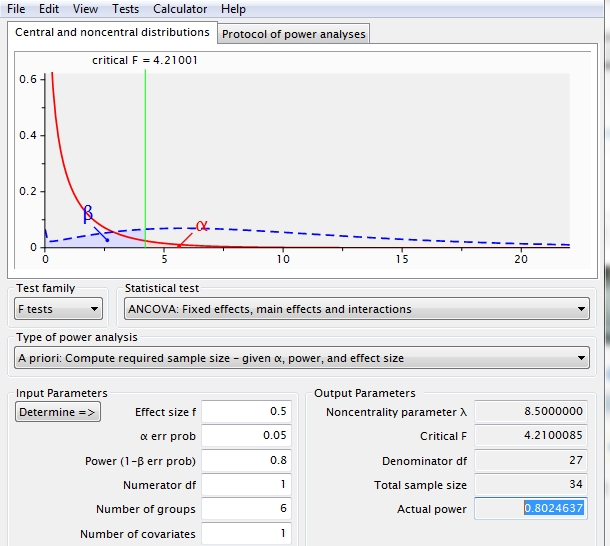 File Edit View Tests Calculator Help
Central and noncentral distributions Protocol of power analyses
critical F = 4.21001
0.6
0.4
0.2
β
α
0
0 5 10 15 20
Test family
F tests
Statistical test
ANCOVA: Fixed effects, main effects and interactions
Type of power analysis
A priori: Compute required sample size – given α, power, and effect size
Input Parameters
Determine =>
Effect size f 0.5
α err prob 0.05
Power (1-β err prob) 0.8
Numerator df 1
Number of groups 6
Number of covariates 1
Output Parameters
Noncentrality parameter λ 8.5000000
Critical F 4.2100085
Denominator df 27
Total sample size 34
Actual power 0.8024637